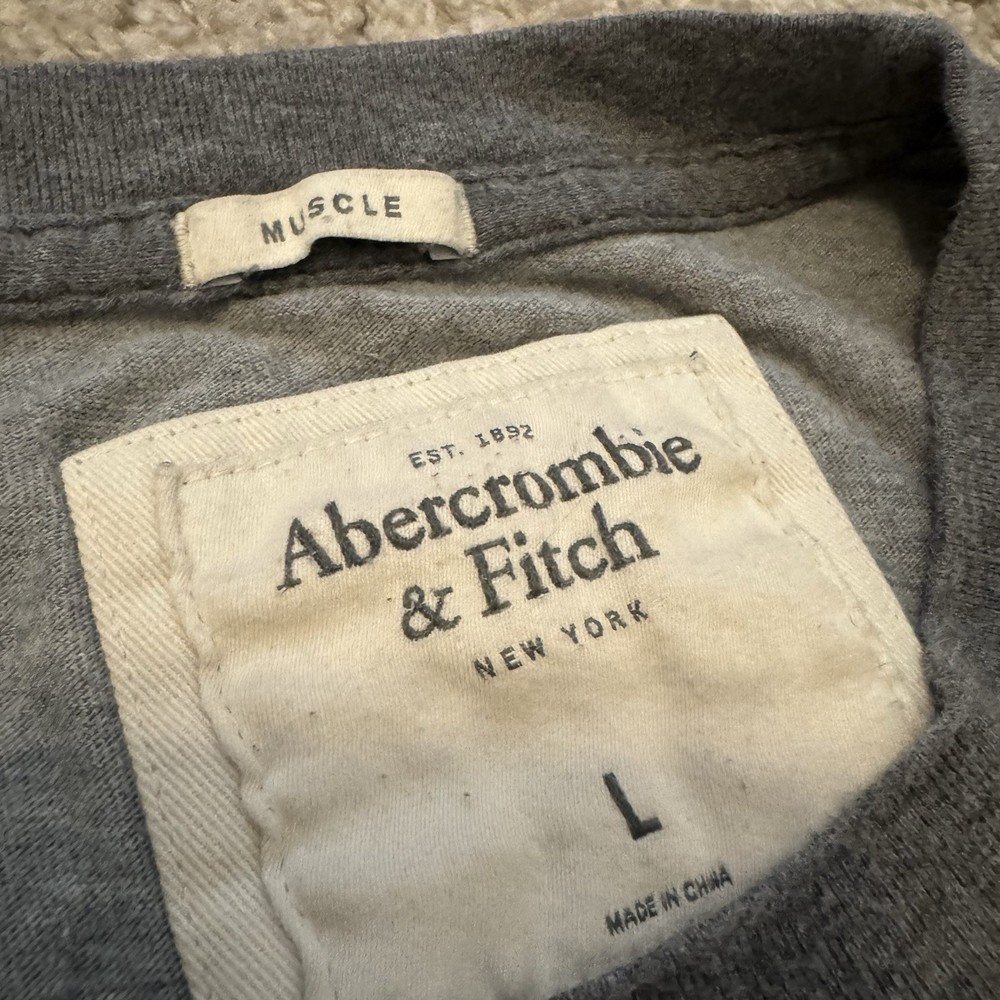 MUSCLE
EST. 1892
Abercrombie
& Fitch
NEW YORK
L
MADE IN CHINA